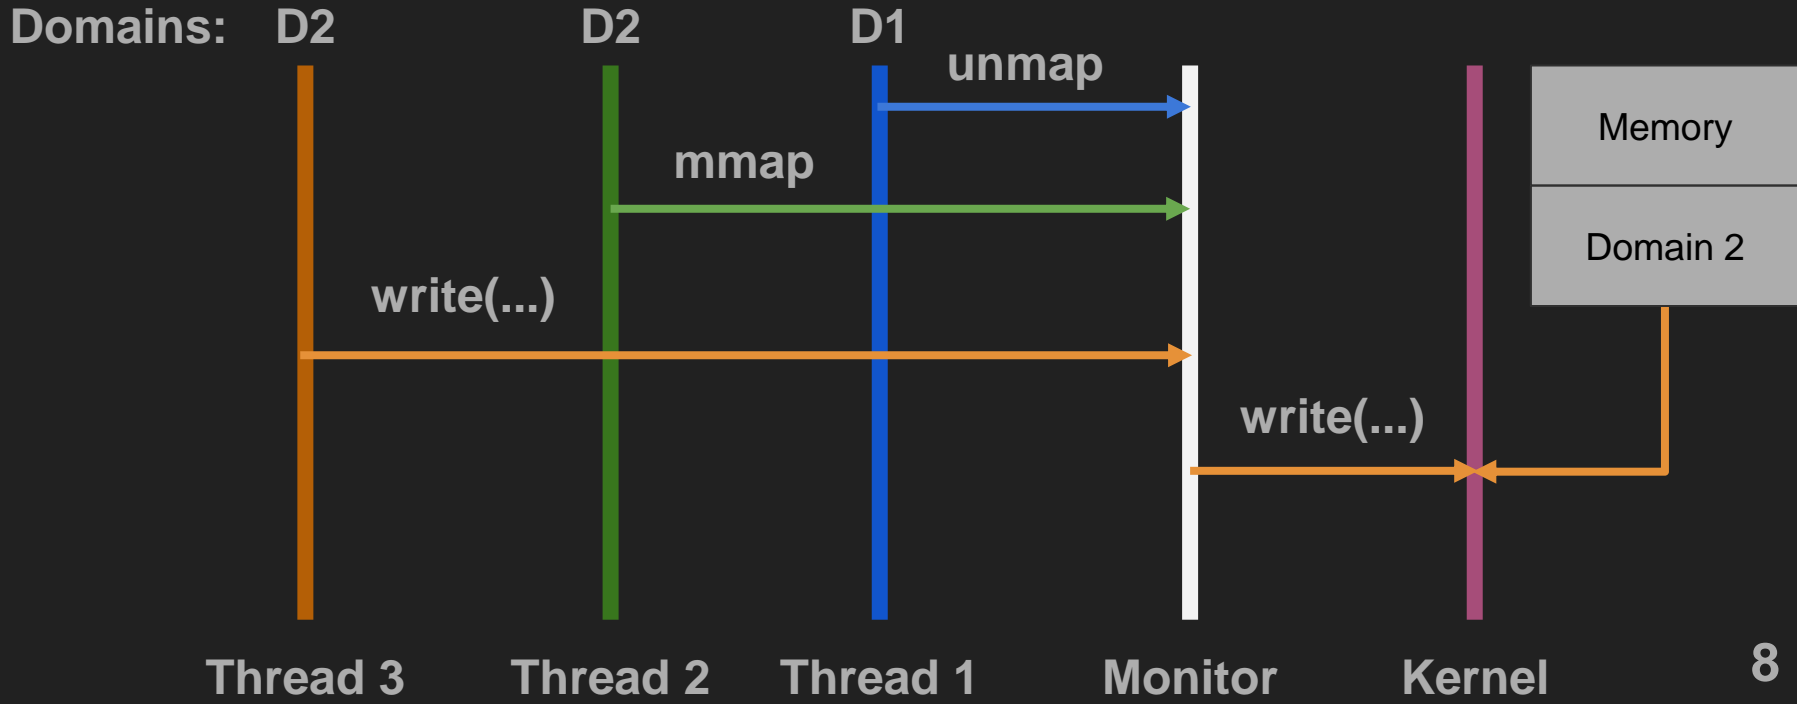 Domains: D2 D2 D1
unmap
Memory
mmap
Domain 2
write(...)
write(...)
Thread 3 Thread 2 Thread 1 Monitor Kernel
8